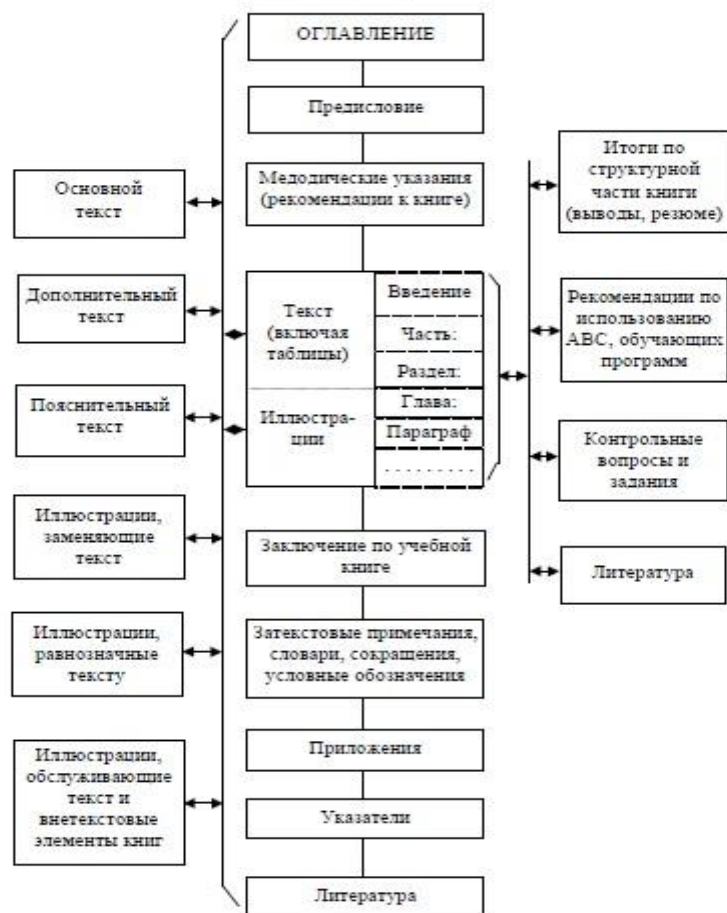 ОГЛАВЛЕНИЕ
Предисловие
Медодические указания
(рекомендации к книге)
Текст
(включая
таблицы)
Иллюстра-
ции
Введение
Часть:
Раздел:
Глава:
Параграф
. . . . . . . . .
Заключение по учебной
книге
Затекстовые примечания,
словари, сокращения,
условные обозначения
Приложения
Указатели
Литература
Основной
текст
Дополнительный
текст
Пояснительный
текст
Иллюстрации,
заменяющие
текст
Иллюстрации,
равнозначные
тексту
Иллюстрации,
обслуживающие
текст и
внетекстовые
элементы книг
Итоги по
структурной
части книги
(выводы, резюме)
Рекомендации по
использованию
АВС, обучающих
программ
Контрольные
вопросы и
задания
Литература